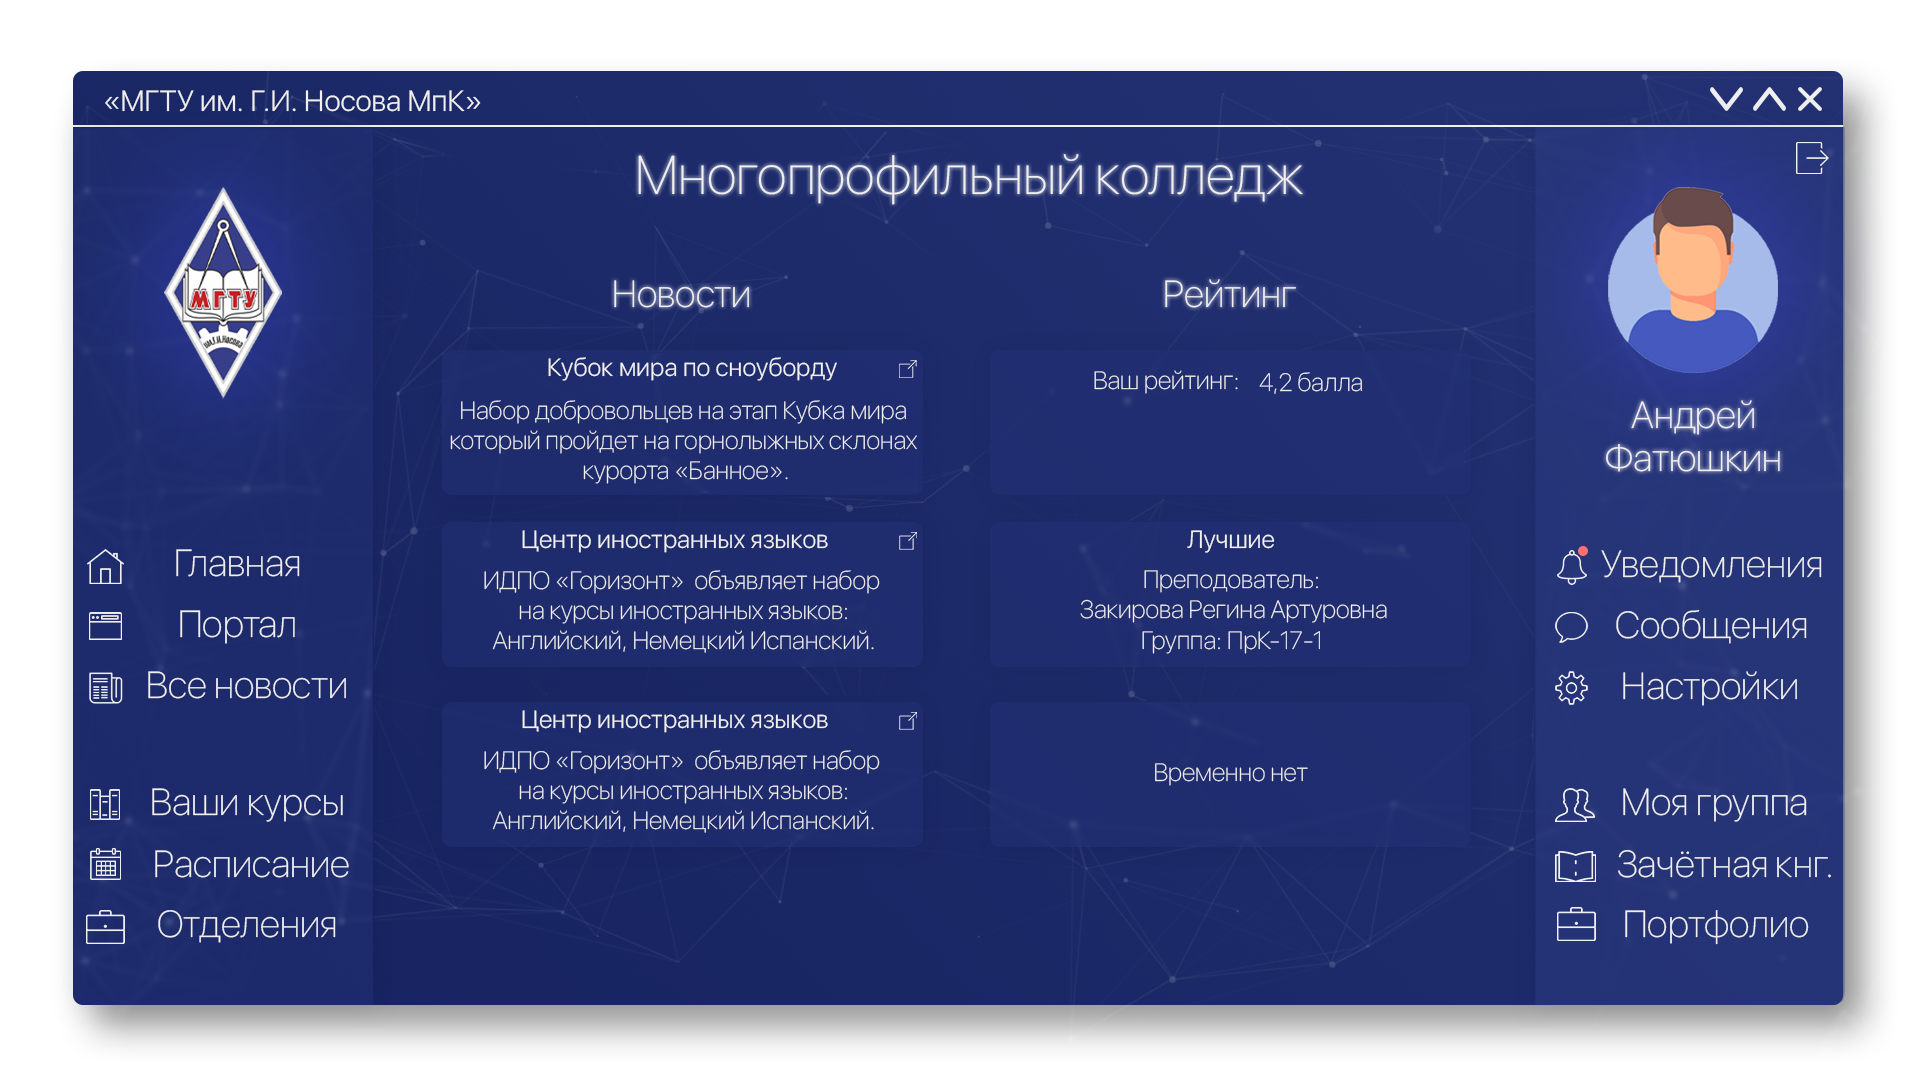 «МГТУ им. Г.И. Носова МпК»
Многопрофильный колледж
МГТУ
им.Г.И.Носова
Главная
Портал
Все новости
Ваши курсы
Расписание
Отделения
Новости
Кубок мира по сноуборду
Набор добровольцев на этап Кубка мира
который пройдет на горнолыжных склонах
курорта «Банное».
Центр иностранных языков
ИДПО «Горизонт» объявляет набор
на курсы иностранных языков:
Английский, Немецкий Испанский.
Центр иностранных языков
ИДПО «Горизонт» объявляет набор
на курсы иностранных языков:
Английский, Немецкий Испанский.
Рейтинг
Ваш рейтинг: 4,2 балла
Лучшие
Преподователь:
Закирова Регина Артуровна
Группа: ПрК-17-1
Временно нет
Андрей
Фатюшкин
Уведомления
Сообщения
Настройки
Моя группа
Зачётная кнг.
Портфолио